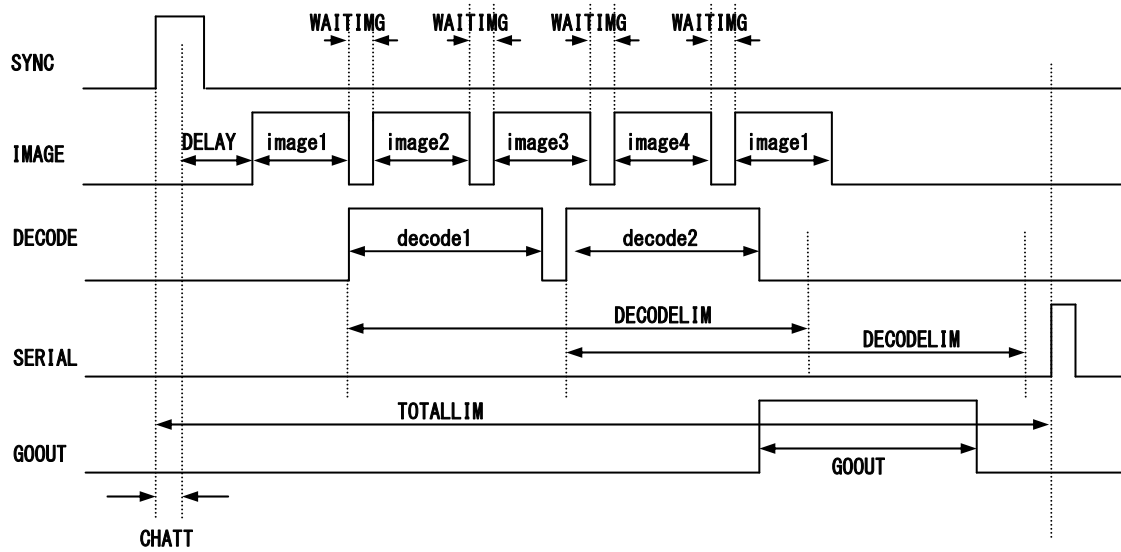 WAITIMG WAITIMG WAITIMG WAITIMG
SYNC
DELAY image1 image2 image3 image4 image1
IMAGE
DECODE
decode1 decode2
DECODELIM
DECODELIM
SERIAL
TOTALLIM
GOOUT
GOOUT
CHATT